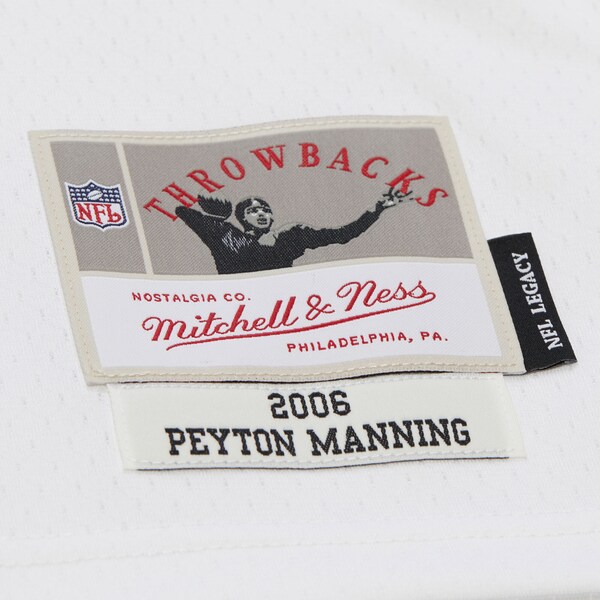 THROWBACKS
NFL
NOSTALGIA CO.
Mitchell & Ness
PHILADELPHIA, PA.
NFL LEGACY
2006
PEYTON MANNING